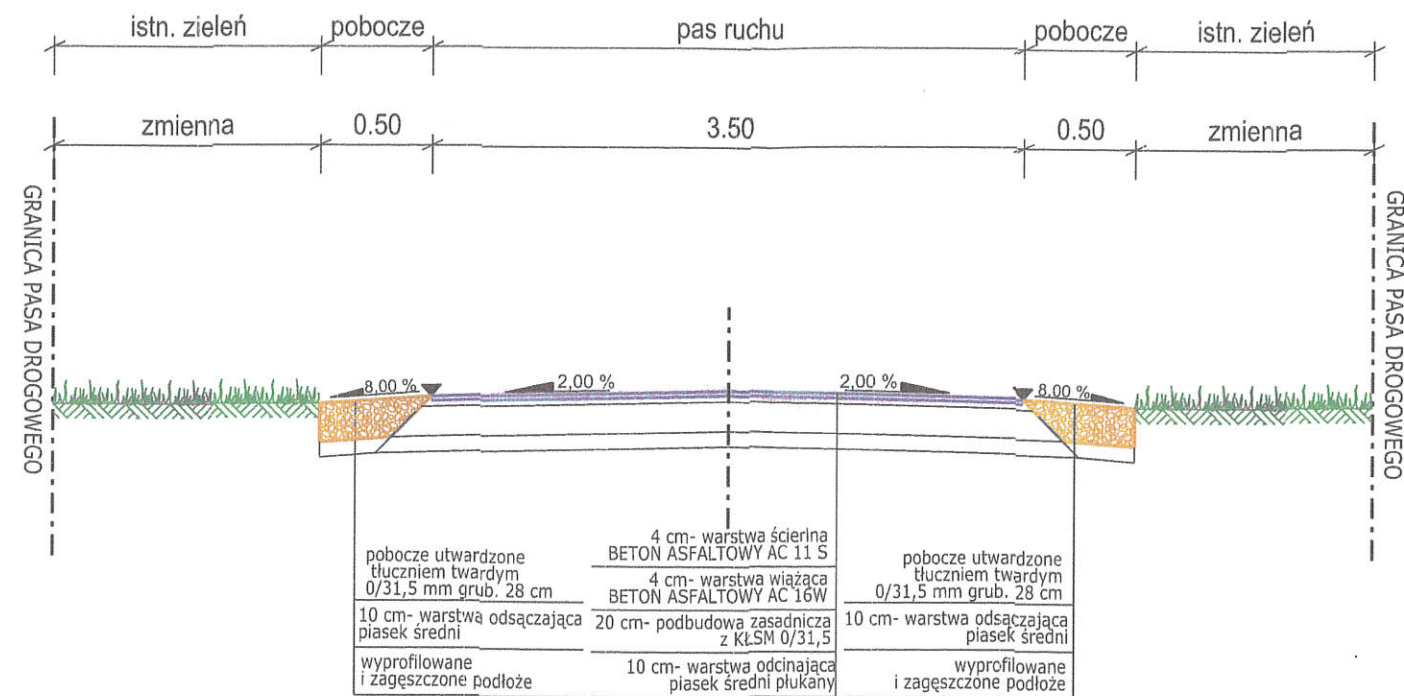 istn. zieleń
pobocze
pas ruchu
pobocze
istn. zieleń
zmienna
0.50
3.50
0.50
zmienna
GRANICA PASA DROGOWEGO
GRANICA PASA DROGOWEGO
8,00 %
2,00 %
2,00 %
8,00 %
pobocze utwardzone
tłuczniem twardym
0/31,5 mm grub. 28 cm
10 cm- warstwa odsączająca
piasek średni
wyprofilowane
i zagęszczone podłoże
4 cm- warstwa ścierlna
BETON ASFALTOWY AC 11 S
4 cm- warstwa wiążąca
BETON ASFALTOWY AC 16W
20 cm- podbudowa zasadnicza
z KŁSM 0/31,5
10 cm- warstwa odcinająca
piasek średni płukany
pobocze utwardzone
tłuczniem twardym
0/31,5 mm grub. 28 cm
10 cm- warstwa odsączająca
piasek średni
wyprofilowane
i zagęszczone podłoże